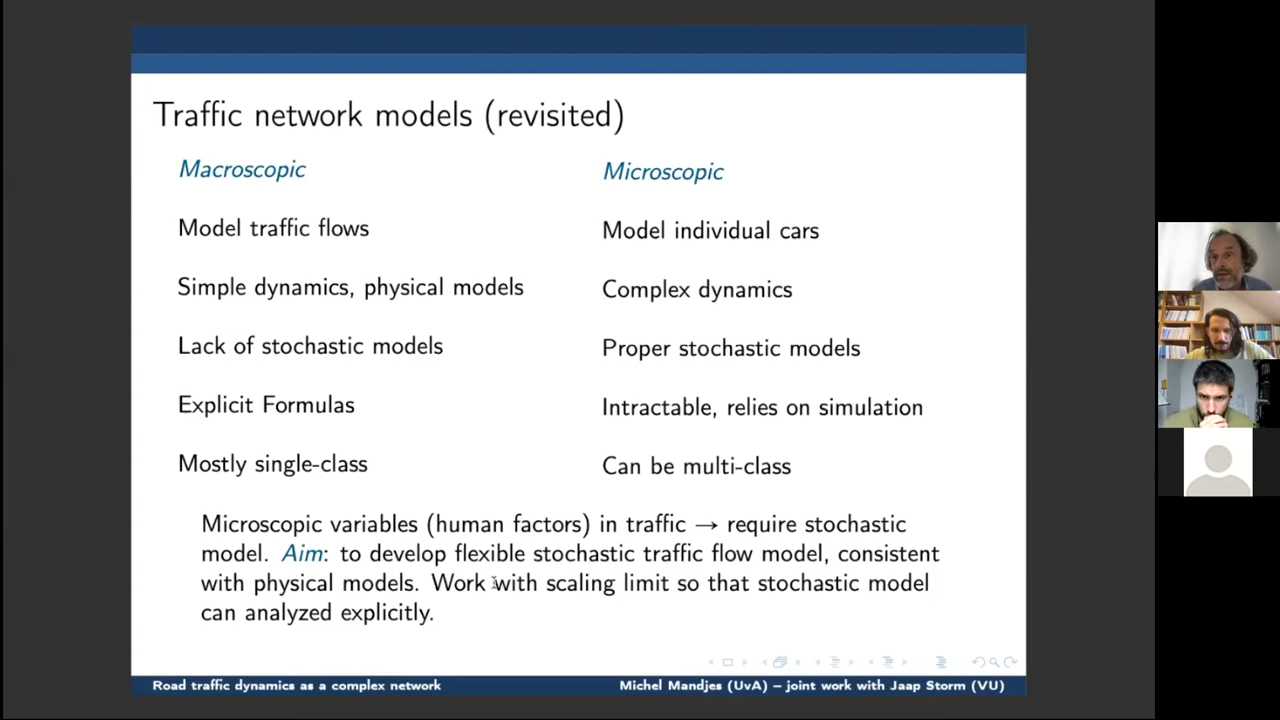 Traffic network models (revisited)
Macroscopic
Microscopic
Model traffic flows
Model individual cars
Simple dynamics, physical models
Complex dynamics
Lack of stochastic models
Proper stochastic models
Explicit Formulas
Intractable, relies on simulation
Mostly single-class
Can be multi-class
Microscopic variables (human factors) in traffic → require stochastic
model. Aim: to develop flexible stochastic traffic flow model, consistent
with physical models. Work with scaling limit so that stochastic model
can analyzed explicitly.
Road traffic dynamics as a complex network
Michel Mandjes (UvA) – joint work with Jaap Storm (VU)